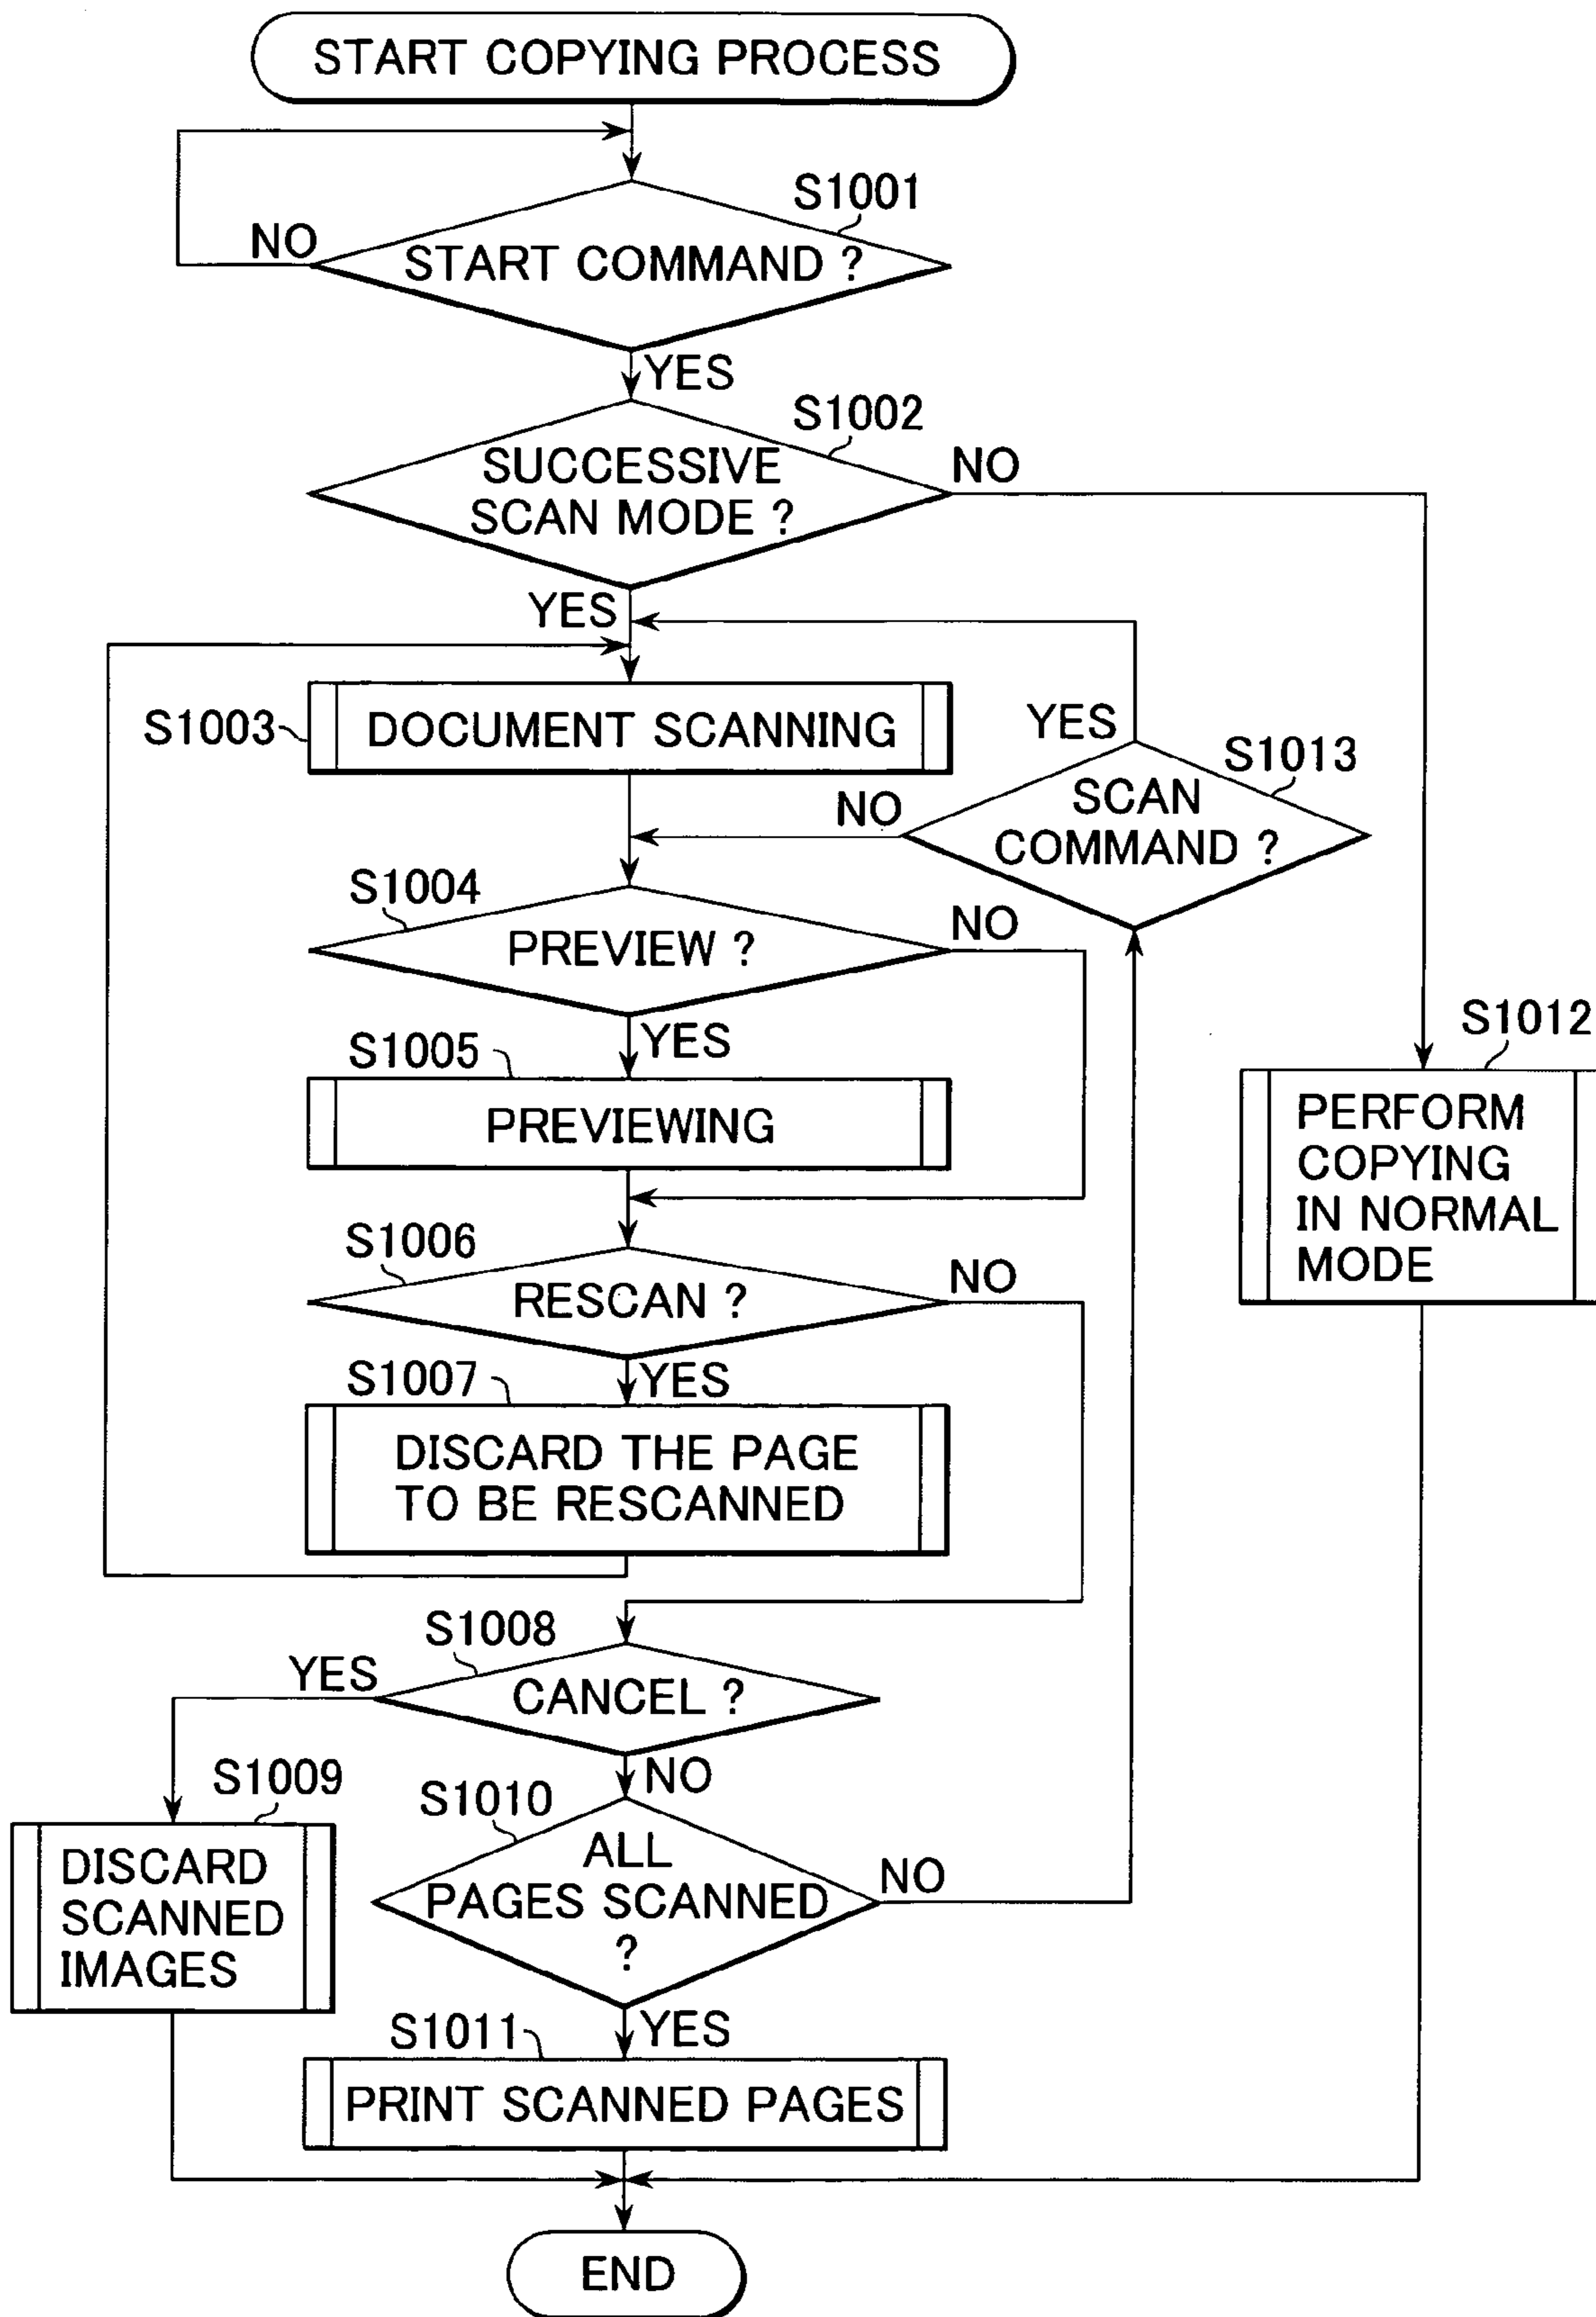 START COPYING PROCESS
S1001
NO
START COMMAND ?
YES
S1002
SUCCESSIVE
SCAN MODE ?
NO
YES
S1003
DOCUMENT SCANNING
YES
S1013
SCAN
COMMAND ?
NO
S1004
PREVIEW ?
NO
YES
S1005
PREVIEWING
S1012
PERFORM
COPYING
IN NORMAL
MODE
S1006
RESCAN ?
NO
YES
S1007
DISCARD THE PAGE
TO BE RESCANNED
S1008
YES
CANCEL ?
NO
S1009
DISCARD
SCANNED
IMAGES
S1010
ALL
PAGES SCANNED
?
NO
YES
S1011
PRINT SCANNED PAGES
END